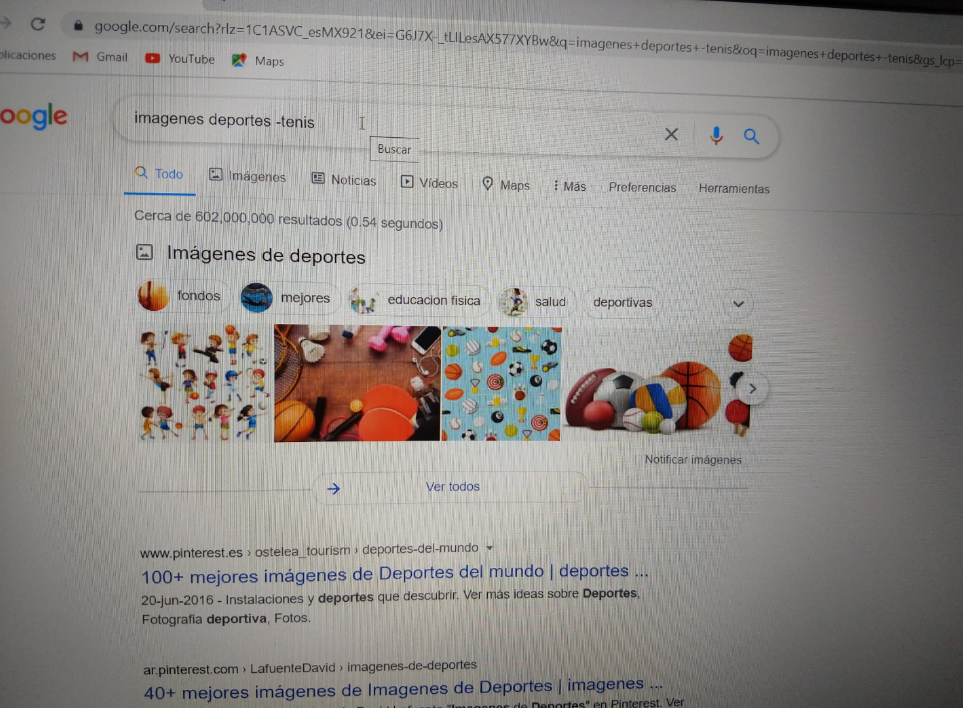 google.com/search?rlz=1C1ASVC_esMX921&ei=G6J7X-_tLILesAX577XYBw&q=imagenes+deportes+-tenis&oq=imagenes+deportes+-tenis&gs_lcp=
plicaciones Gmail YouTube Maps
oogle
imagenes deportes -tenis
Buscar
Todo Imágenes Noticias Vídeos Maps Más Preferencias Herramientas
Cerca de 602,000,000 resultados (0.54 segundos)
Imágenes de deportes
fondos mejores educacion fisica salud deportivas
Notificar imágenes
Ver todos
www.pinterest.es › ostelea_tourism › deportes-del-mundo
100+ mejores imágenes de Deportes del mundo | deportes ...
20-jun-2016 - Instalaciones y deportes que descubrir. Ver más ideas sobre Deportes,
Fotografia deportiva, Fotos.
ar.pinterest.com › LafuenteDavid › imagenes-de-deportes
40+ mejores imágenes de Imagenes de Deportes | imagenes ...
"Imagenes de Deportes" en Pinterest. Ver